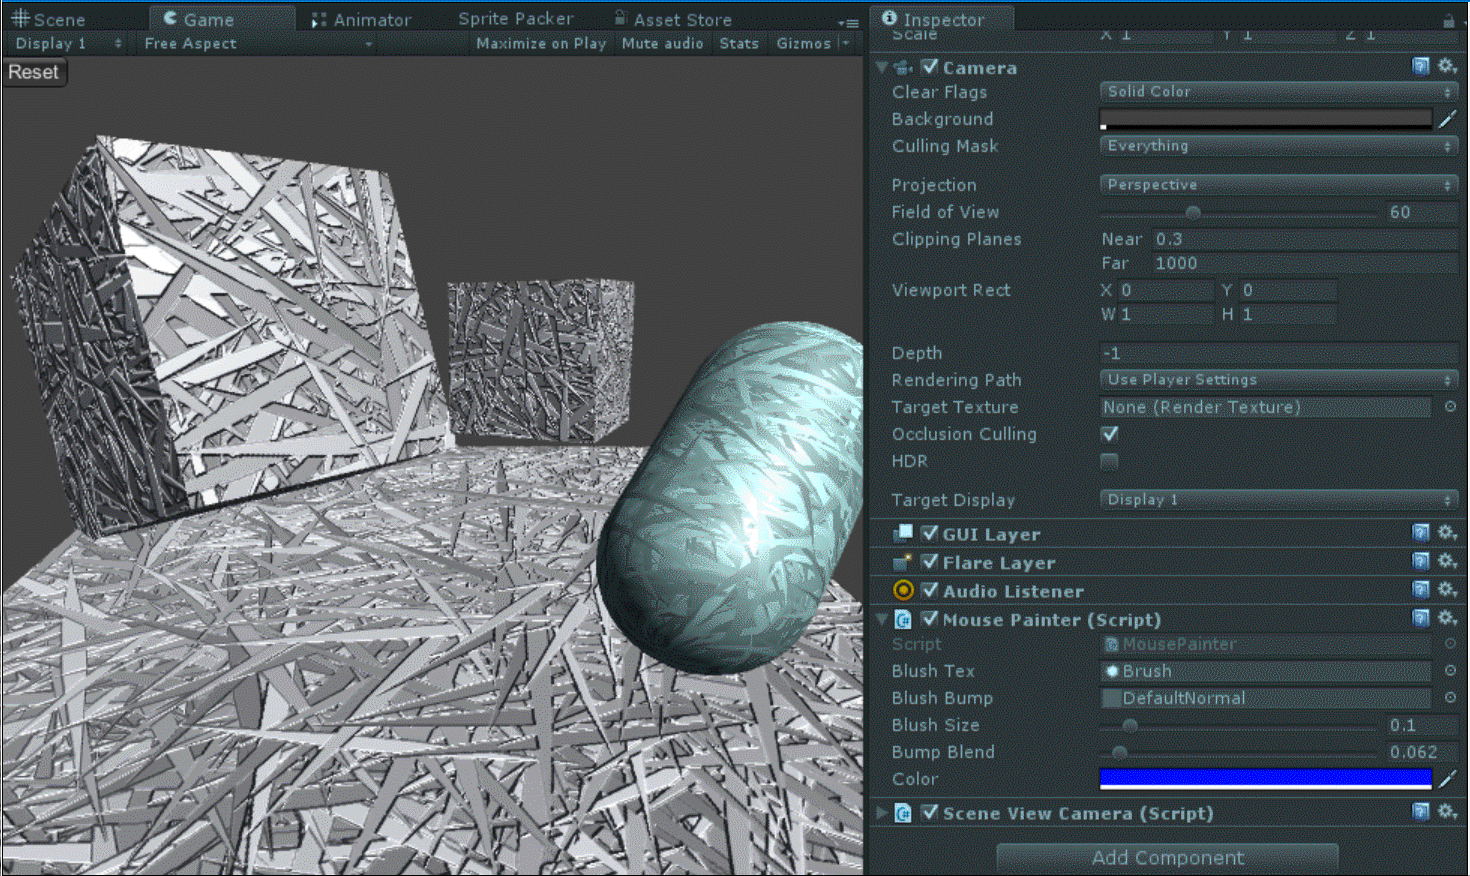 Scene Game Animator Sprite Packer Asset Store
Display 1 Free Aspect Maximize on Play Mute audio Stats Gizmos
Reset
Inspector
Scale X 1 Y 1 Z 1
Camera
Clear Flags Solid Color
Background
Culling Mask Everything
Projection Perspective
Field of View 60
Clipping Planes Near 0.3
Far 1000
Viewport Rect X 0 Y 0
W 1 H 1
Depth -1
Rendering Path Use Player Settings
Target Texture None (Render Texture)
Occlusion Culling
HDR
Target Display Display 1
GUI Layer
Flare Layer
Audio Listener
Mouse Painter (Script)
Script MousePainter
Blush Tex Brush
Blush Bump DefaultNormal
Blush Size 0.1
Bump Blend 0.062
Color
Scene View Camera (Script)
Add Component